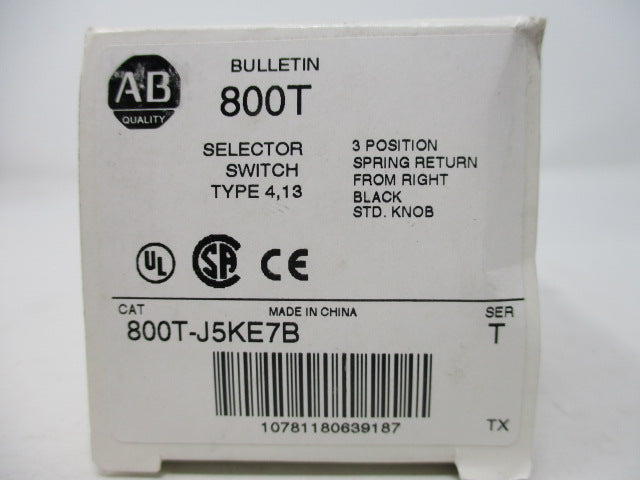 AB
QUALITY
BULLETIN
800T
SELECTOR
SWITCH
TYPE 4,13
3 POSITION
SPRING RETURN
FROM RIGHT
BLACK
STD. KNOB
UL
SA
CE
CAT
MADE IN CHINA
SER
800T-J5KE7B
T
10781180639187
TX